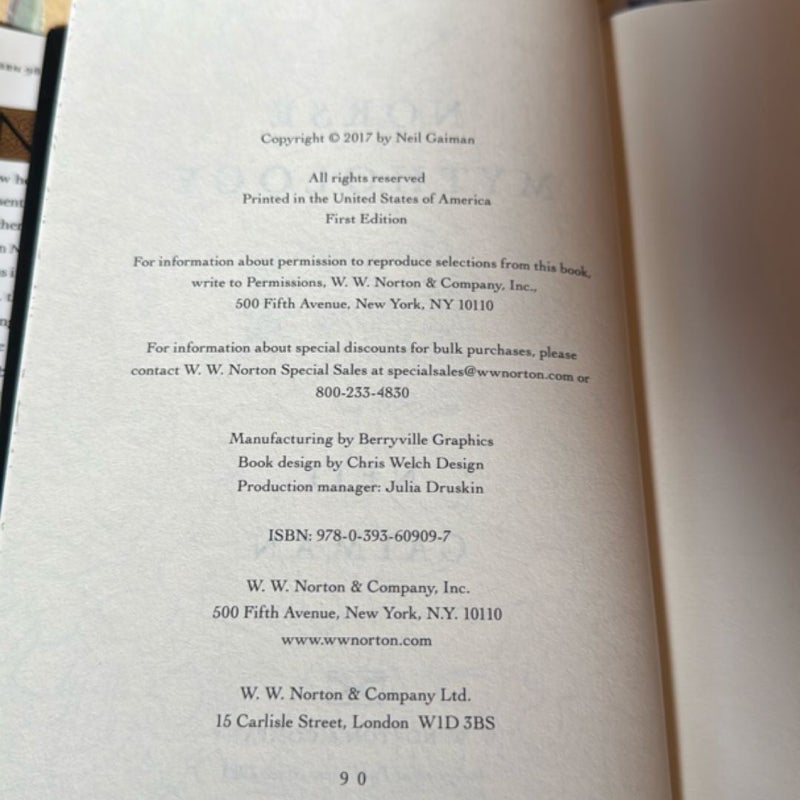 Copyright © 2017 by Neil Gaiman
All rights reserved
Printed in the United States of America
First Edition
For information about permission to reproduce selections from this book,
write to Permissions, W. W. Norton & Company, Inc.,
500 Fifth Avenue, New York, NY 10110
For information about special discounts for bulk purchases, please
contact W. W. Norton Special Sales at specialsales@wwnorton.com or
800-233-4830
Manufacturing by Berryville Graphics
Book design by Chris Welch Design
Production manager: Julia Druskin
ISBN: 978-0-393-60909-7
W. W. Norton & Company, Inc.
500 Fifth Avenue, New York, N.Y. 10110
www.wwnorton.com
W. W. Norton & Company Ltd.
15 Carlisle Street, London W1D 3BS
9 0